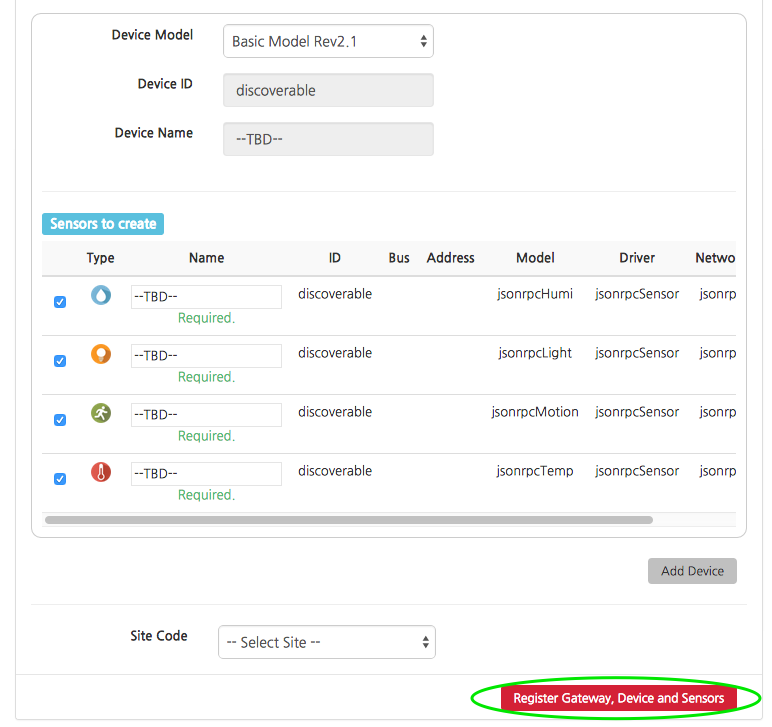 Device Model Basic Model Rev2.1
Device ID discoverable
Device Name --TBD--
Sensors to create
Type Name ID Bus Address Model Driver Netwo
--TBD-- discoverable jsonrpcHumi jsonrpcSensor jsonrp
Required.
--TBD-- discoverable jsonrpcLight jsonrpcSensor jsonrp
Required.
--TBD-- discoverable jsonrpcMotion jsonrpcSensor jsonrp
Required.
--TBD-- discoverable jsonrpcTemp jsonrpcSensor jsonrp
Required.
Add Device
Site Code -- Select Site --
Register Gateway, Device and Sensors